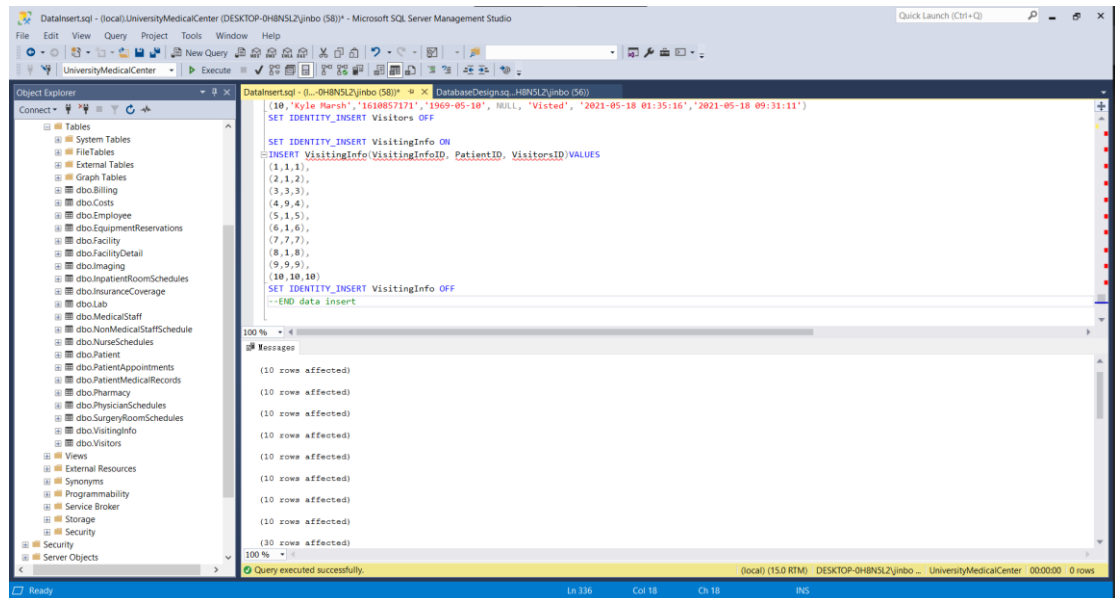 DataInsert.sql - (local).UniversityMedicalCenter (DESKTOP-0H8N5L2\jinbo (58))* - Microsoft SQL Server Management Studio
Quick Launch (Ctrl+Q)
File Edit View Query Project Tools Window Help
New Query
UniversityMedicalCenter Execute
Object Explorer
Connect
Tables
System Tables
FileTables
External Tables
Graph Tables
dbo.Billing
dbo.Costs
dbo.Employee
dbo.EquipmentReservations
dbo.Facility
dbo.FacilityDetail
dbo.Imaging
dbo.InpatientRoomSchedules
dbo.InsuranceCoverage
dbo.Lab
dbo.MedicalStaff
dbo.NonMedicalStaffSchedule
dbo.NurseSchedules
dbo.Patient
dbo.PatientAppointments
dbo.PatientMedicalRecords
dbo.Pharmacy
dbo.PhysicianSchedules
dbo.SurgeryRoomSchedules
dbo.VisitingInfo
dbo.Visitors
Views
External Resources
Synonyms
Programmability
Service Broker
Storage
Security
Security
Server Objects
DataInsert.sql - (l...-0H8N5L2\jinbo (58))* DatabaseDesign.sq...H8N5L2\jinbo (56))
(10,'Kyle Marsh','1610857171','1969-05-10', NULL, 'Visted', '2021-05-18 01:35:16','2021-05-18 09:31:11')
SET IDENTITY_INSERT Visitors OFF
SET IDENTITY_INSERT VisitingInfo ON
INSERT VisitingInfo(VisitingInfoID, PatientID, VisitorsID)VALUES
(1,1,1),
(2,1,2),
(3,3,3),
(4,9,4),
(5,1,5),
(6,1,6),
(7,7,7),
(8,1,8),
(9,9,9),
(10,10,10)
SET IDENTITY_INSERT VisitingInfo OFF
--END data insert
100 %
Messages
(10 rows affected)
(10 rows affected)
(10 rows affected)
(10 rows affected)
(10 rows affected)
(10 rows affected)
(10 rows affected)
(10 rows affected)
(30 rows affected)
100 %
Query executed successfully. (local) (15.0 RTM) DESKTOP-0H8N5L2\jinbo ... UniversityMedicalCenter 00:00:00 0 rows
Ready Ln 336 Col 18 Ch 18 INS